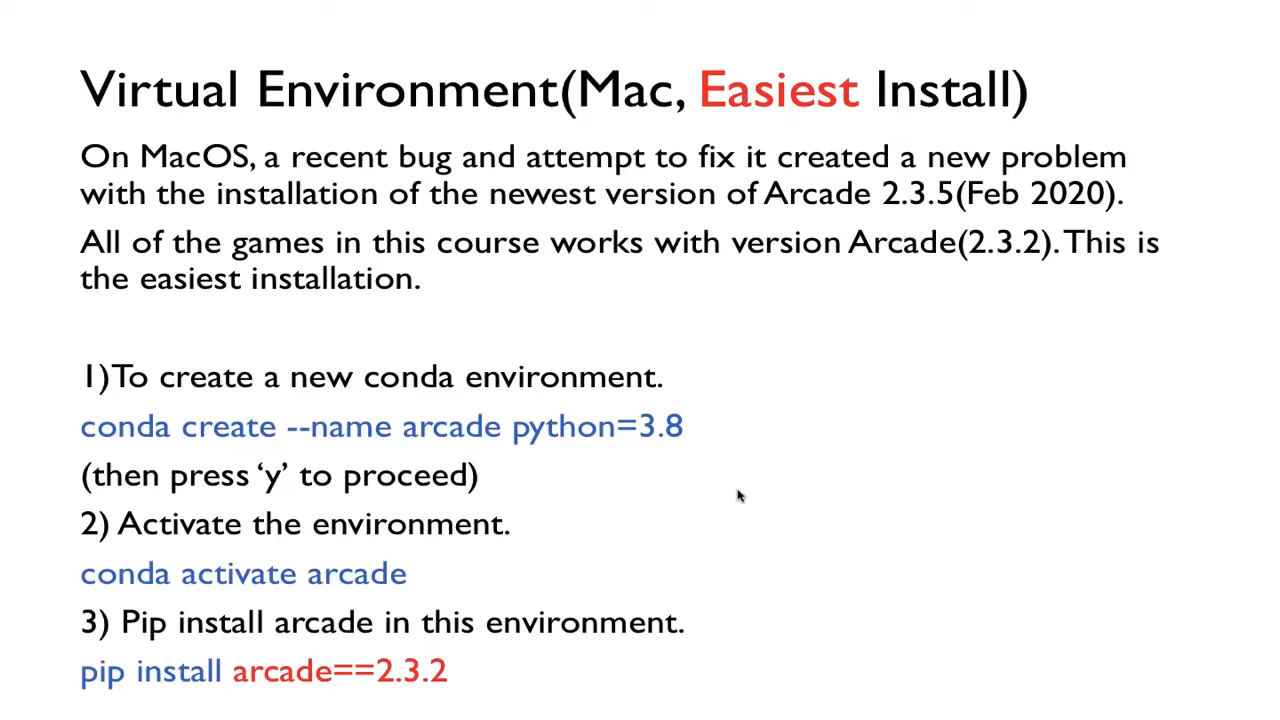 Virtual Environment(Mac, Easiest Install)
On MacOS, a recent bug and attempt to fix it created a new problem
with the installation of the newest version of Arcade 2.3.5(Feb 2020).
All of the games in this course works with version Arcade(2.3.2). This is
the easiest installation.
1)To create a new conda environment.
conda create --name arcade python=3.8
(then press ‘y’ to proceed)
2) Activate the environment.
conda activate arcade
3) Pip install arcade in this environment.
pip install arcade==2.3.2